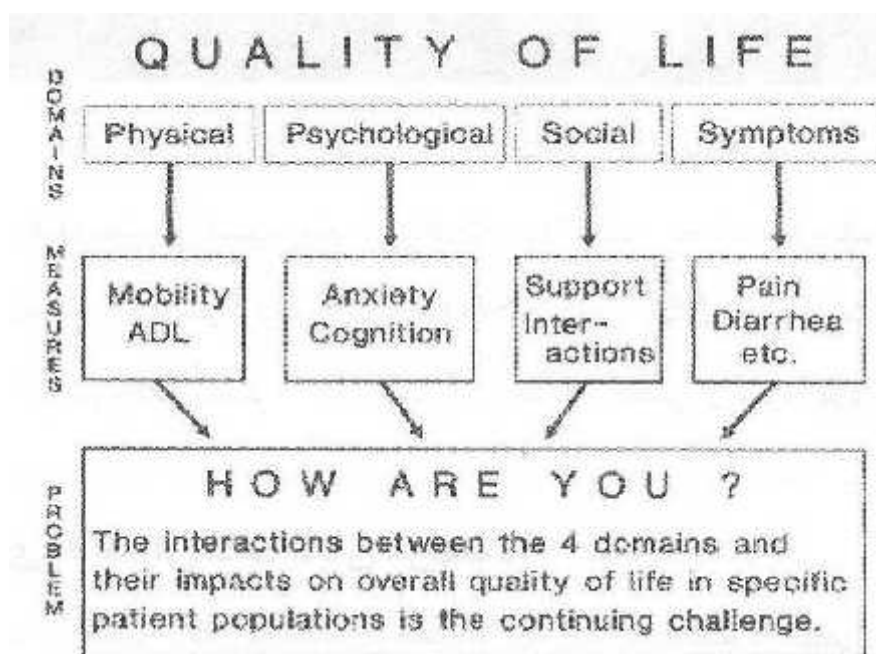 QUALITY OF LIFE
DOMAINS
Physical
Psychological
Social
Symptoms
MEASURES
Mobility
ADL
Anxiety
Cognition
Support
Inter-
actions
Pain
Diarrhea
etc.
PROBLEM
HOW ARE YOU ?
The interactions between the 4 domains and
their impacts on overall quality of life in specific
patient populations is the continuing challenge.